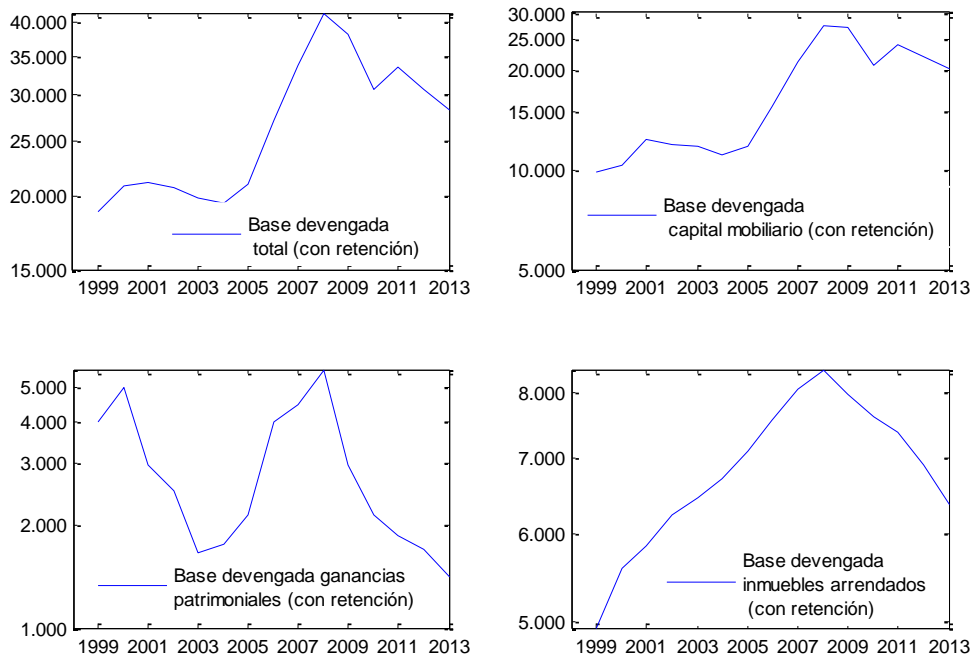 40.000
35.000
30.000
25.000
20.000
15.000
1999 2001 2003 2005 2007 2009 2011 2013
Base devengada
total (con retención)
30.000
25.000
20.000
15.000
10.000
5.000
1999 2001 2003 2005 2007 2009 2011 2013
Base devengada
capital mobiliario (con retención)
5.000
4.000
3.000
2.000
1.000
1999 2001 2003 2005 2007 2009 2011 2013
Base devengada ganancias
patrimoniales (con retención)
8.000
7.000
6.000
5.000
1999 2001 2003 2005 2007 2009 2011 2013
Base devengada
inmuebles arrendados
(con retención)